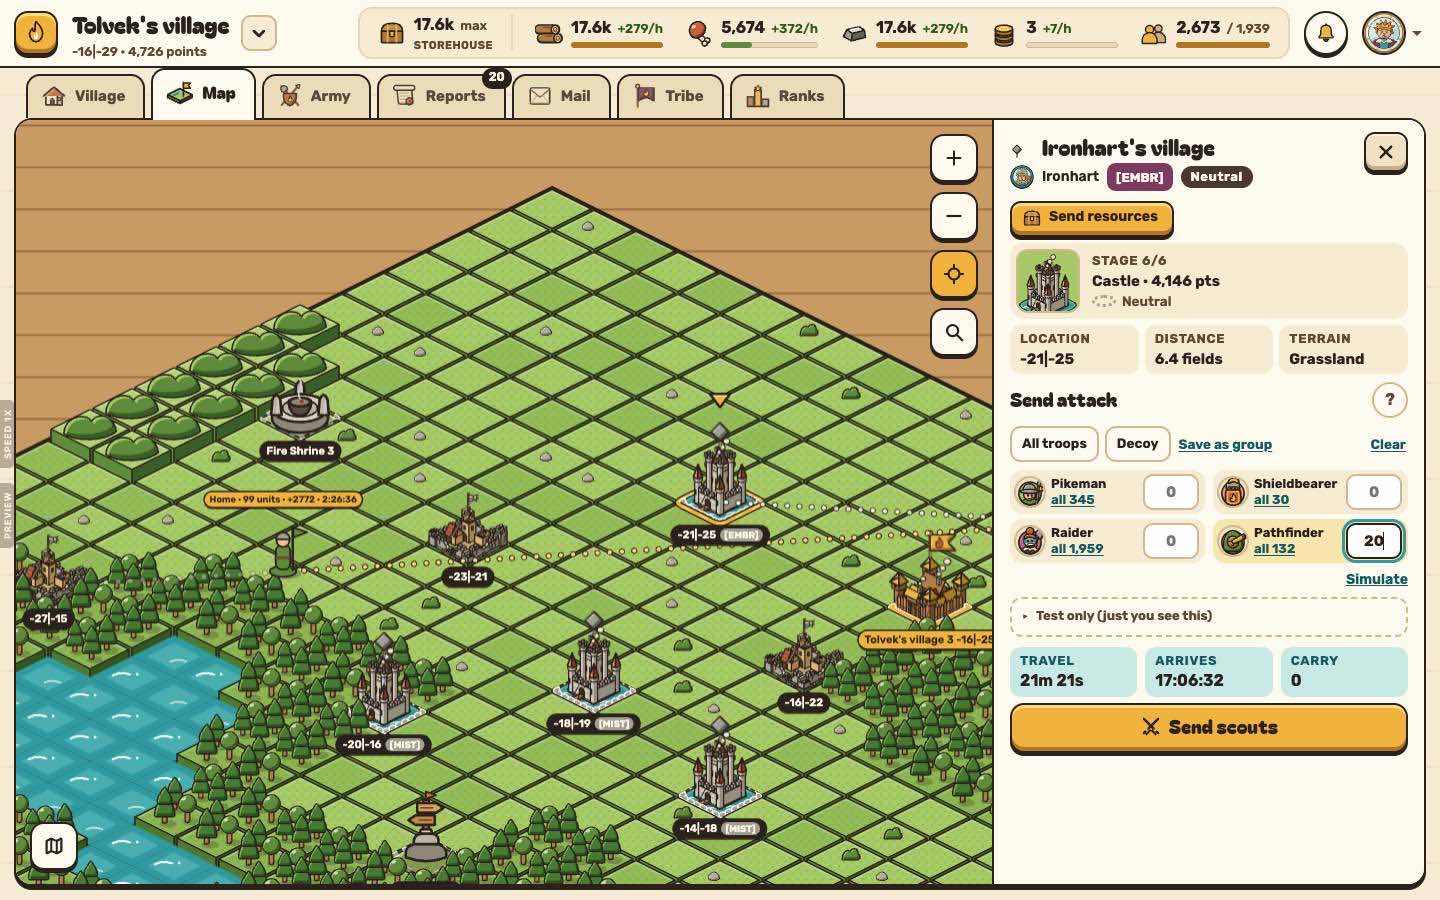 Tolvek's village
-16|-29 • 4,726 points
17.6k max
STOREHOUSE
17.6k +279/h
5,674 +372/h
17.6k +279/h
3 +7/h
2,673 / 1,939
Village
Map
Army
Reports
20
Mail
Tribe
Ranks
SPEED 1X
PREVIEW
Fire Shrine 3
Home • 99 units • +2772 • 2:26:36
-21|-25 [EMBR]
-23|-21
-27|-15
Tolvek's village 3 -16|-25
-16|-22
-18|-19 [MIST]
-20|-16 [MIST]
-14|-18 [MIST]
Ironhart's village
Ironhart [EMBR] Neutral
Send resources
STAGE 6/6
Castle • 4,146 pts
Neutral
LOCATION
-21|-25
DISTANCE
6.4 fields
TERRAIN
Grassland
Send attack
?
All troops
Decoy
Save as group
Clear
Pikeman
all 345
0
Shieldbearer
all 30
0
Raider
all 1,959
0
Pathfinder
all 132
20
Simulate
Test only (just you see this)
TRAVEL
21m 21s
ARRIVES
17:06:32
CARRY
0
Send scouts